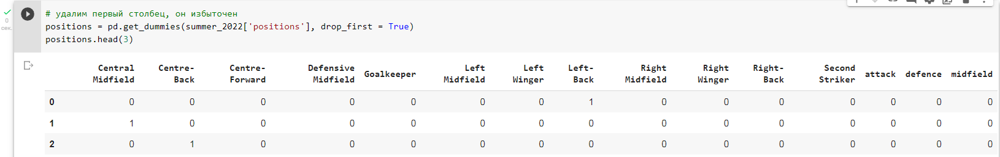 # удалим первый столбец, он избыточен
positions = pd.get_dummies(summer_2022['positions'], drop_first = True)
positions.head(3)
0
сек.
Central Midfield Centre-Back Centre-Forward Defensive Midfield Goalkeeper Left Midfield Left Winger Left-Back Right Midfield Right Winger Right-Back Second Striker attack defence midfield
0 0 0 0 0 0 0 0 1 0 0 0 0 0 0 0
1 1 0 0 0 0 0 0 0 0 0 0 0 0 0 0
2 0 1 0 0 0 0 0 0 0 0 0 0 0 0 0